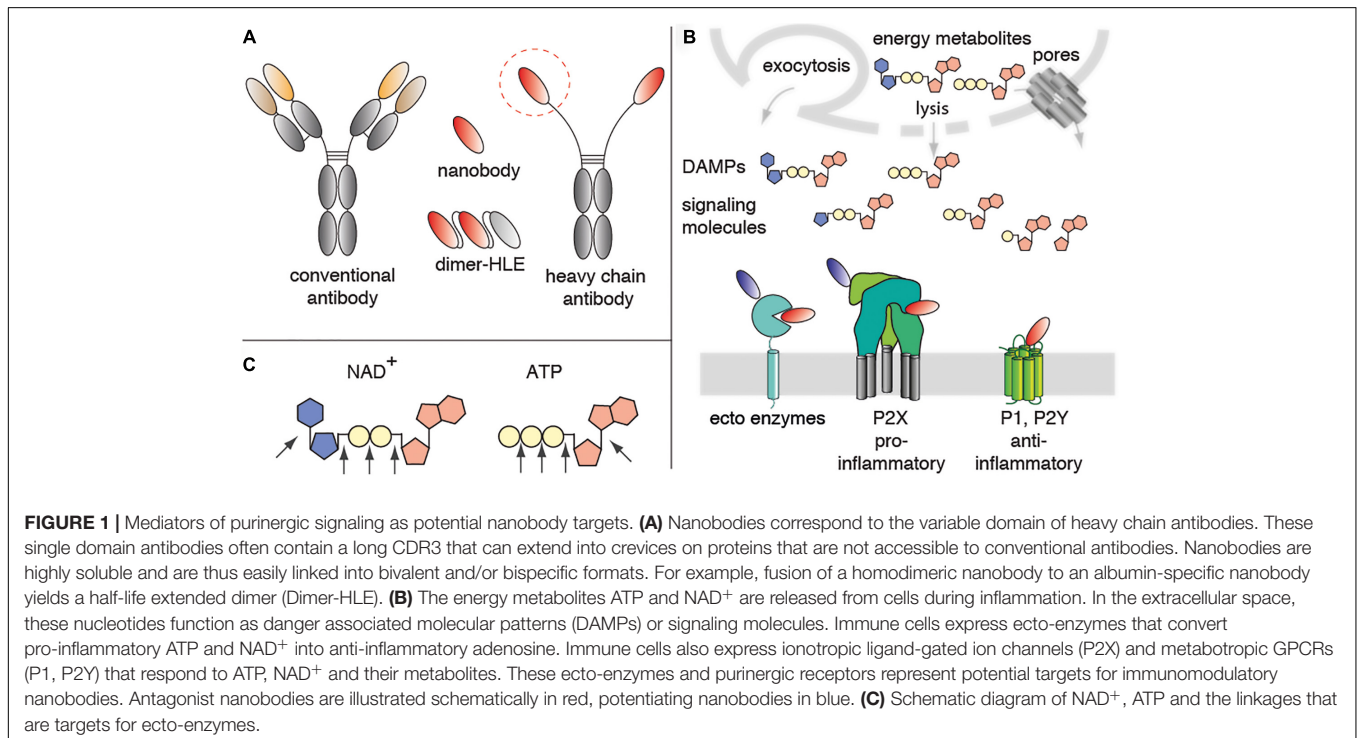 A
conventional
antibody
nanobody
dimer-HLE
heavy chain
antibody
B
exocytosis
energy metabolites
pores
lysis
DAMPs
signaling
molecules
ecto enzymes
P2X
pro-
inflammatory
P1, P2Y
anti-
inflammatory
C
NAD+
ATP
FIGURE 1 | Mediators of purinergic signaling as potential nanobody targets. (A) Nanobodies correspond to the variable domain of heavy chain antibodies. These
single domain antibodies often contain a long CDR3 that can extend into crevices on proteins that are not accessible to conventional antibodies. Nanobodies are
highly soluble and are thus easily linked into bivalent and/or bispecific formats. For example, fusion of a homodimeric nanobody to an albumin-specific nanobody
yields a half-life extended dimer (Dimer-HLE). (B) The energy metabolites ATP and NAD+ are released from cells during inflammation. In the extracellular space,
these nucleotides function as danger associated molecular patterns (DAMPs) or signaling molecules. Immune cells express ecto-enzymes that convert
pro-inflammatory ATP and NAD+ into anti-inflammatory adenosine. Immune cells also express ionotropic ligand-gated ion channels (P2X) and metabotropic GPCRs
(P1, P2Y) that respond to ATP, NAD+ and their metabolites. These ecto-enzymes and purinergic receptors represent potential targets for immunomodulatory
nanobodies. Antagonist nanobodies are illustrated schematically in red, potentiating nanobodies in blue. (C) Schematic diagram of NAD+, ATP and the linkages that
are targets for ecto-enzymes.